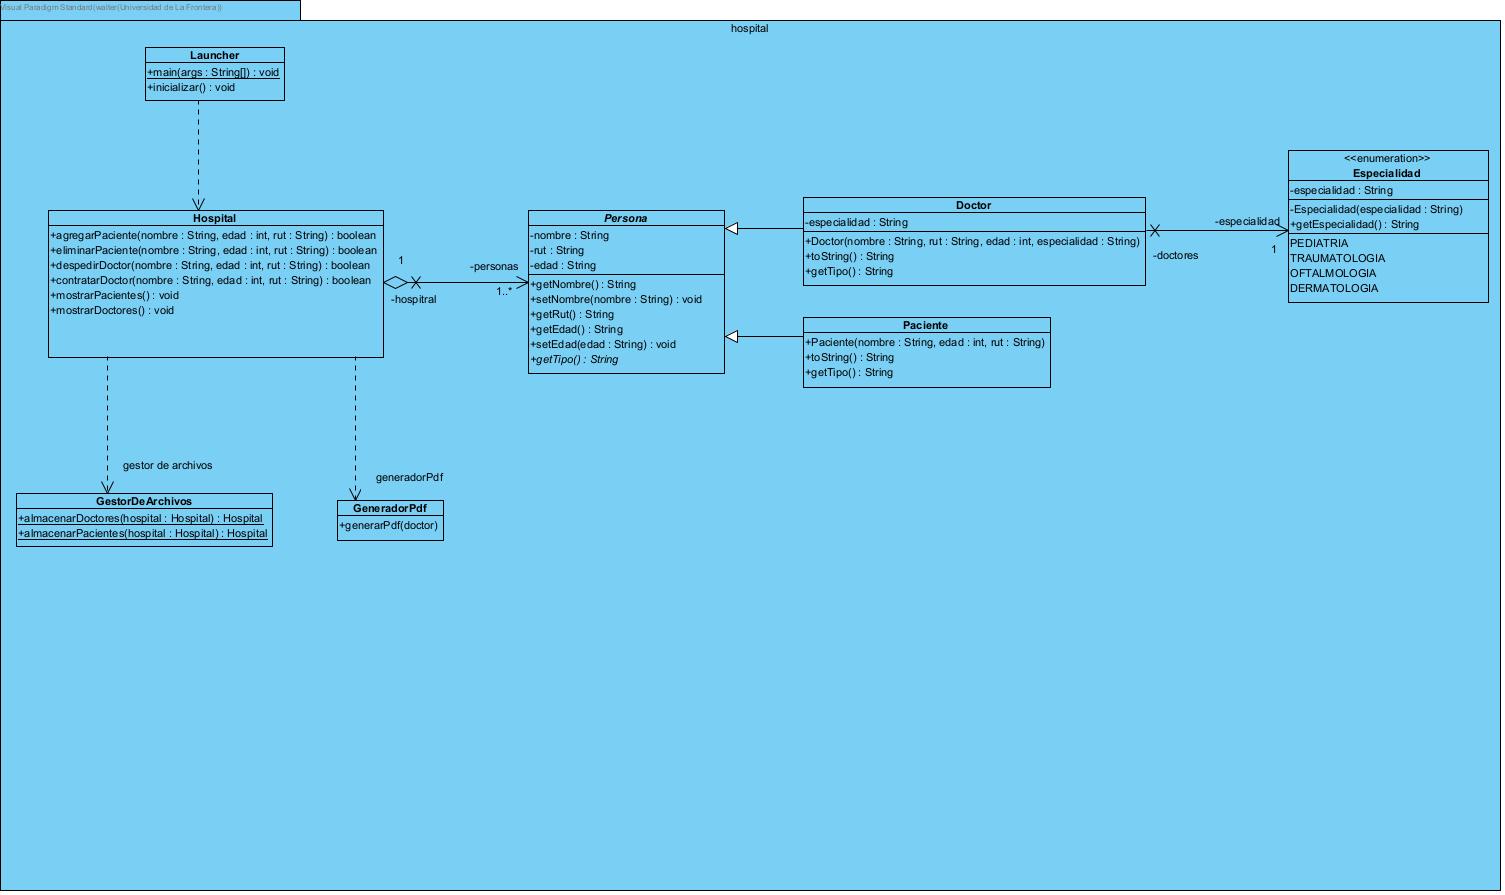 Visual Paradigm Standard(walter(Universidad de La Frontera))
hospital
Launcher
+main(args : String[]) : void
+inicializar() : void
Hospital
+agregarPaciente(nombre : String, edad : int, rut : String) : boolean
+eliminarPaciente(nombre : String, edad : int, rut : String) : boolean
+despedirDoctor(nombre : String, edad : int, rut : String) : boolean
+contratarDoctor(nombre : String, edad : int, rut : String) : boolean
+mostrarPacientes() : void
+mostrarDoctores() : void
1
-hospitral
-personas
1..*
Persona
-nombre : String
-rut : String
-edad : String
+getNombre() : String
+setNombre(nombre : String) : void
+getRut() : String
+getEdad() : String
+setEdad(edad : String) : void
+getTipo() : String
Doctor
-especialidad : String
+Doctor(nombre : String, rut : String, edad : int, especialidad : String)
+toString() : String
+getTipo() : String
-doctores
-especialidad
1
<<enumeration>>
Especialidad
-especialidad : String
-Especialidad(especialidad : String)
+getEspecialidad() : String
PEDIATRIA
TRAUMATOLOGIA
OFTALMOLOGIA
DERMATOLOGIA
Paciente
+Paciente(nombre : String, edad : int, rut : String)
+toString() : String
+getTipo() : String
gestor de archivos
GestorDeArchivos
+almacenarDoctores(hospital : Hospital) : Hospital
+almacenarPacientes(hospital : Hospital) : Hospital
generadorPdf
GeneradorPdf
+generarPdf(doctor)